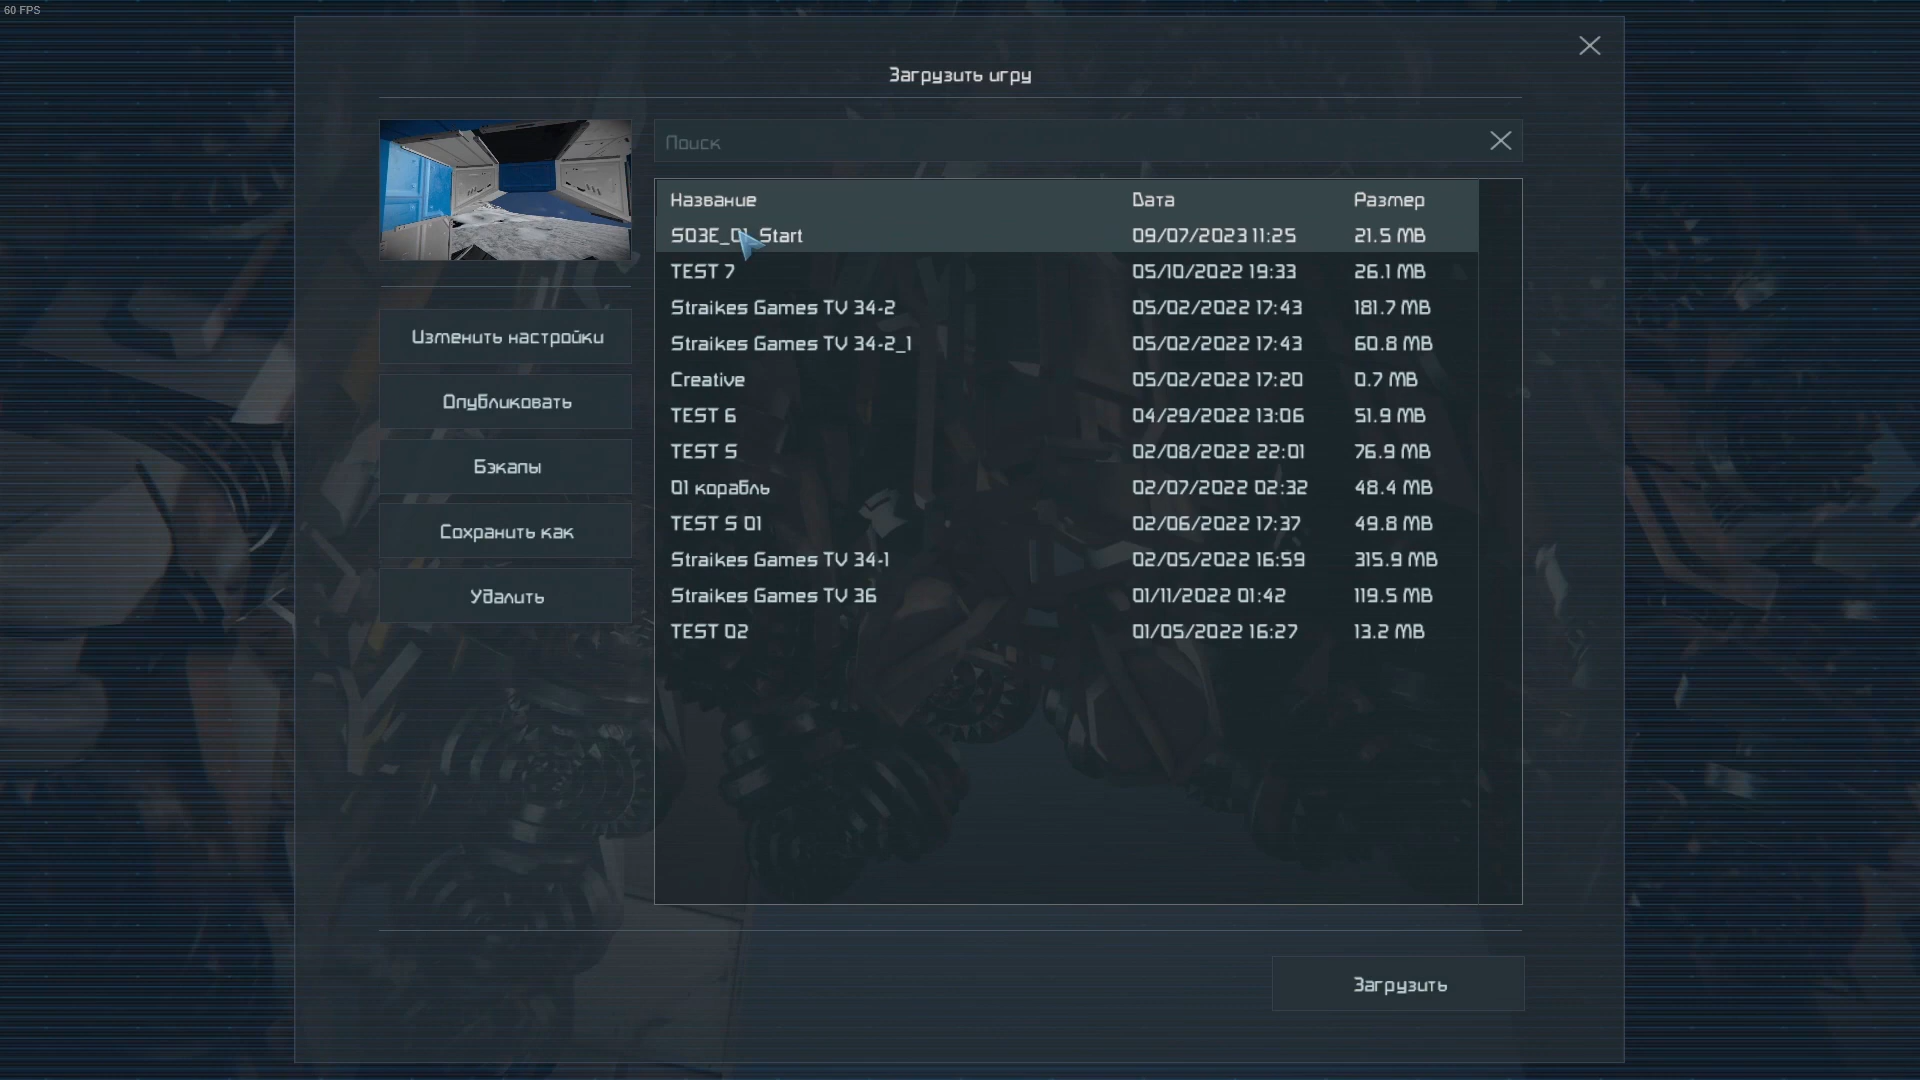 60 FPS
Загрузить игру
Поиск
Название Дата Размер
S03E_01_Start 09/07/2023 11:25 21.5 MB
TEST 7 05/10/2022 19:33 26.1 MB
Straikes Games TV 34-2 05/02/2022 17:43 181.7 MB
Straikes Games TV 34-2_1 05/02/2022 17:43 60.8 MB
Creative 05/02/2022 17:20 0.7 MB
TEST 6 04/29/2022 13:06 51.9 MB
TEST S 02/08/2022 22:01 76.9 MB
01 корабль 02/07/2022 02:32 48.4 MB
TEST S 01 02/06/2022 17:37 49.8 MB
Straikes Games TV 34-1 02/05/2022 16:59 315.9 MB
Straikes Games TV 36 01/11/2022 01:42 119.5 MB
TEST 02 01/05/2022 16:27 13.2 MB
Изменить настройки
Опубликовать
Бэкапы
Сохранить как
Удалить
Загрузить